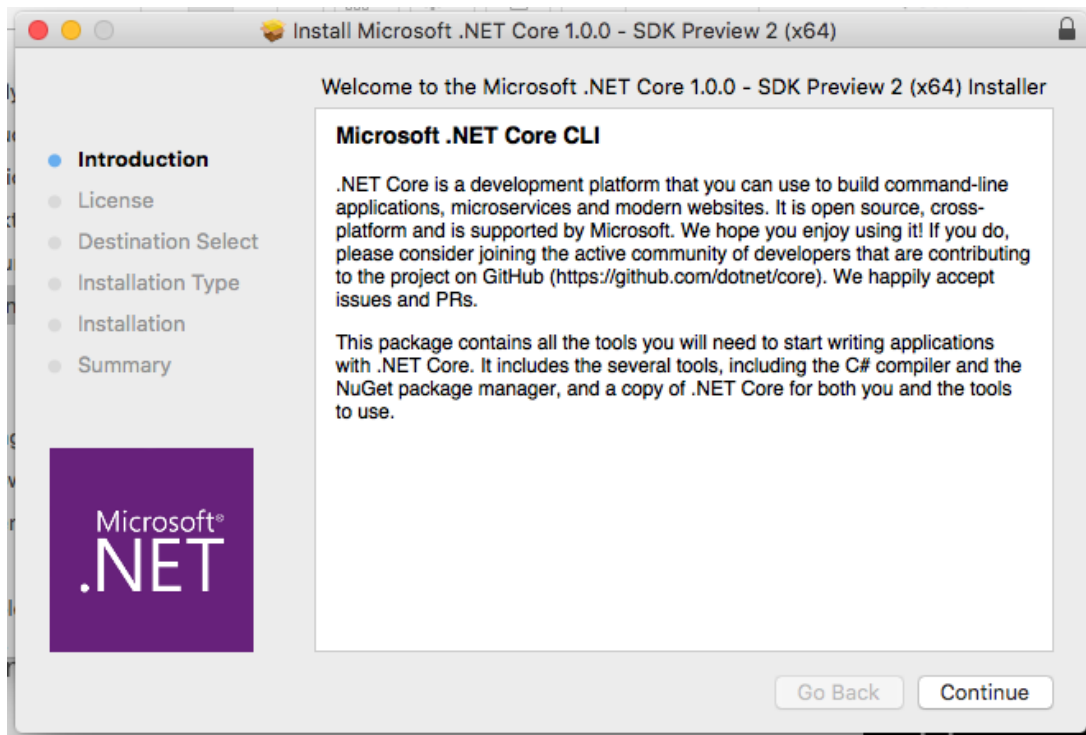 Install Microsoft .NET Core 1.0.0 - SDK Preview 2 (x64)
Welcome to the Microsoft .NET Core 1.0.0 - SDK Preview 2 (x64) Installer
Introduction
License
Destination Select
Installation Type
Installation
Summary
Microsoft .NET Core CLI
.NET Core is a development platform that you can use to build command-line
applications, microservices and modern websites. It is open source, cross-
platform and is supported by Microsoft. We hope you enjoy using it! If you do,
please consider joining the active community of developers that are contributing
to the project on GitHub (https://github.com/dotnet/core). We happily accept
issues and PRs.
This package contains all the tools you will need to start writing applications
with .NET Core. It includes the several tools, including the C# compiler and the
NuGet package manager, and a copy of .NET Core for both you and the tools
to use.
Microsoft®
.NET
Go Back
Continue